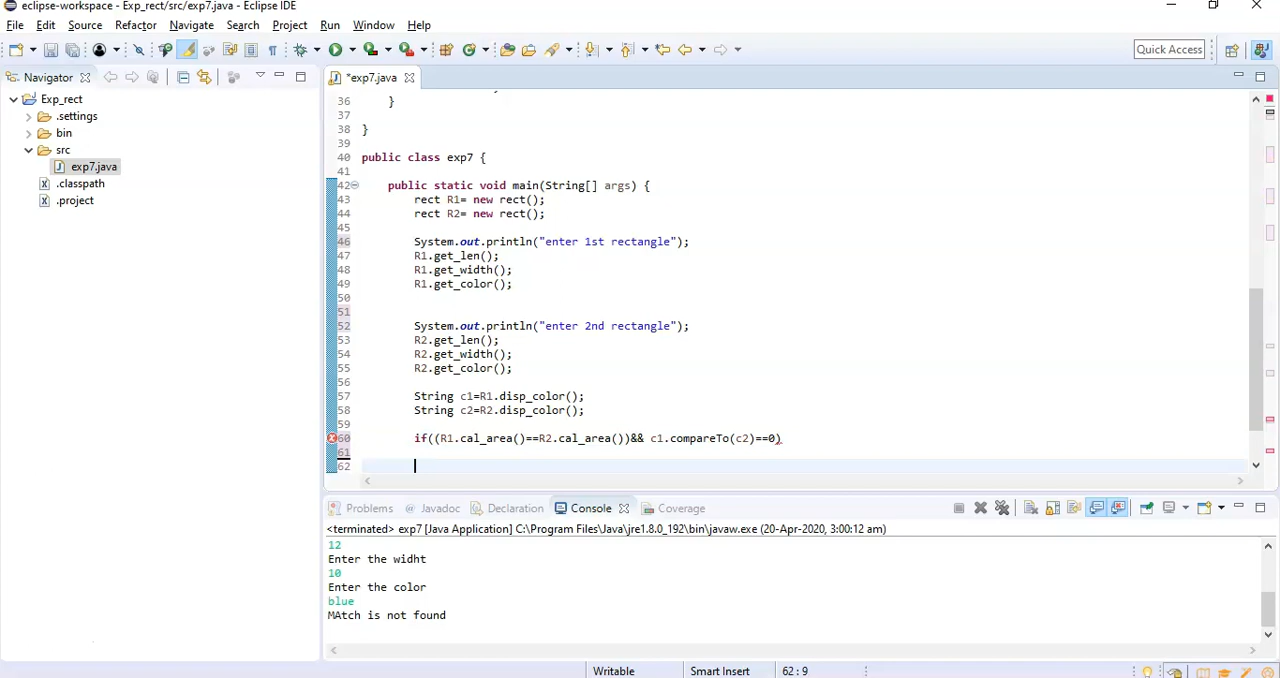 eclipse-workspace - Exp_rect/src/exp7.java - Eclipse IDE
File Edit Source Refactor Navigate Search Project Run Window Help
Quick Access
Navigator
*exp7.java
Exp_rect
.settings
bin
src
exp7.java
.classpath
.project
36 }
37
38 }
39
40 public class exp7 {
41
42 public static void main(String[] args) {
43 rect R1= new rect();
44 rect R2= new rect();
45
46 System.out.println("enter 1st rectangle");
47 R1.get_len();
48 R1.get_width();
49 R1.get_color();
50
51
52 System.out.println("enter 2nd rectangle");
53 R2.get_len();
54 R2.get_width();
55 R2.get_color();
56
57 String c1=R1.disp_color();
58 String c2=R2.disp_color();
59
60 if((R1.cal_area()==R2.cal_area())&& c1.compareTo(c2)==0)
61
62
Problems Javadoc Declaration Console Coverage
<terminated> exp7 [Java Application] C:\Program Files\Java\jre1.8.0_192\bin\javaw.exe (20-Apr-2020, 3:00:12 am)
12
Enter the widht
10
Enter the color
blue
MAtch is not found
Writable Smart Insert 62 : 9